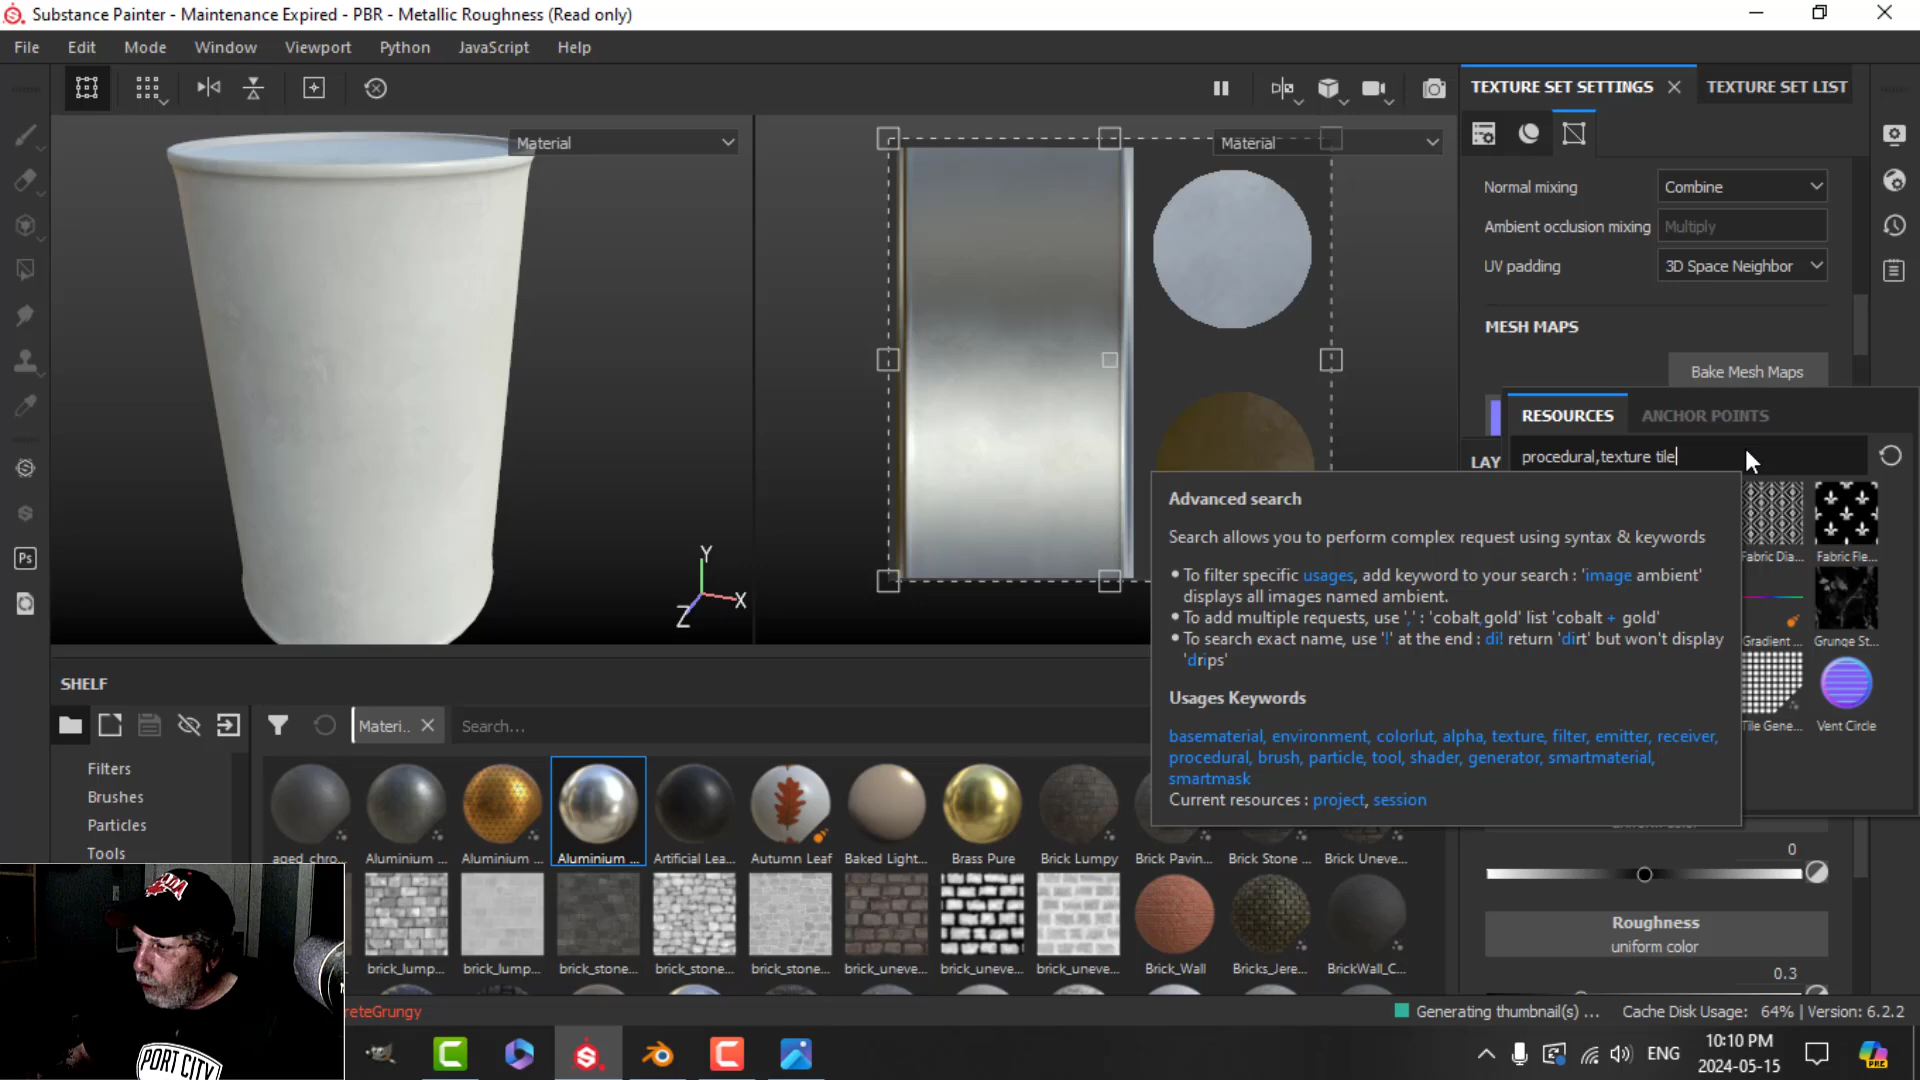 Substance Painter - Maintenance Expired - PBR - Metallic Roughness (Read only)
File Edit Mode Window Viewport Python JavaScript Help
TEXTURE SET SETTINGS
TEXTURE SET LIST
Material
Material
Normal mixing
Combine
Ambient occlusion mixing
Multiply
UV padding
3D Space Neighbor
MESH MAPS
Bake Mesh Maps
RESOURCES
ANCHOR POINTS
LAY
procedural,texture tile
Advanced search
Search allows you to perform complex request using syntax & keywords
• To filter specific usages, add keyword to your search : 'image ambient'
displays all images named ambient.
• To add multiple requests, use ',' : 'cobalt,gold' list 'cobalt + gold'
• To search exact name, use '!' at the end : di! return 'dirt' but won't display
'drips'
Usages Keywords
basematerial, environment, colorlut, alpha, texture, filter, emitter, receiver,
procedural, brush, particle, tool, shader, generator, smartmaterial,
smartmask
Current resources : project, session
Fabric Dia...
Fabric Fle...
Gradient ...
Grunge St...
Tile Gene...
Vent Circle
Y
X
Z
SHELF
Materi..
Search...
Filters
Brushes
Particles
Tools
Aluminium ...
Aluminium ...
Aluminium ...
Artificial Lea...
Autumn Leaf
Baked Light...
Brass Pure
Brick Lumpy
Brick Pavin...
Brick Stone ...
Brick Uneve...
brick_lump...
brick_lump...
brick_stone...
brick_stone...
brick_stone...
brick_uneve...
brick_uneve...
brick_uneve...
Brick_Wall
Bricks_Jere...
BrickWall_C...
0
Roughness
uniform color
0.3
reteGrungy
Generating thumbnail(s) ...
Cache Disk Usage: 64% | Version: 6.2.2
Ps
ENG
10:10 PM
2024-05-15
PORT CITY